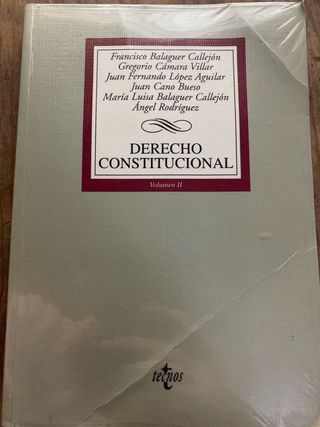 Francisco Balaguer Callejón
Gregorio Cámara Villar
Juan Fernando López Aguilar
Juan Cano Bueso
María Luisa Balaguer Callejón
Ángel Rodríguez
DERECHO
CONSTITUCIONAL
Volumen II
tecnos